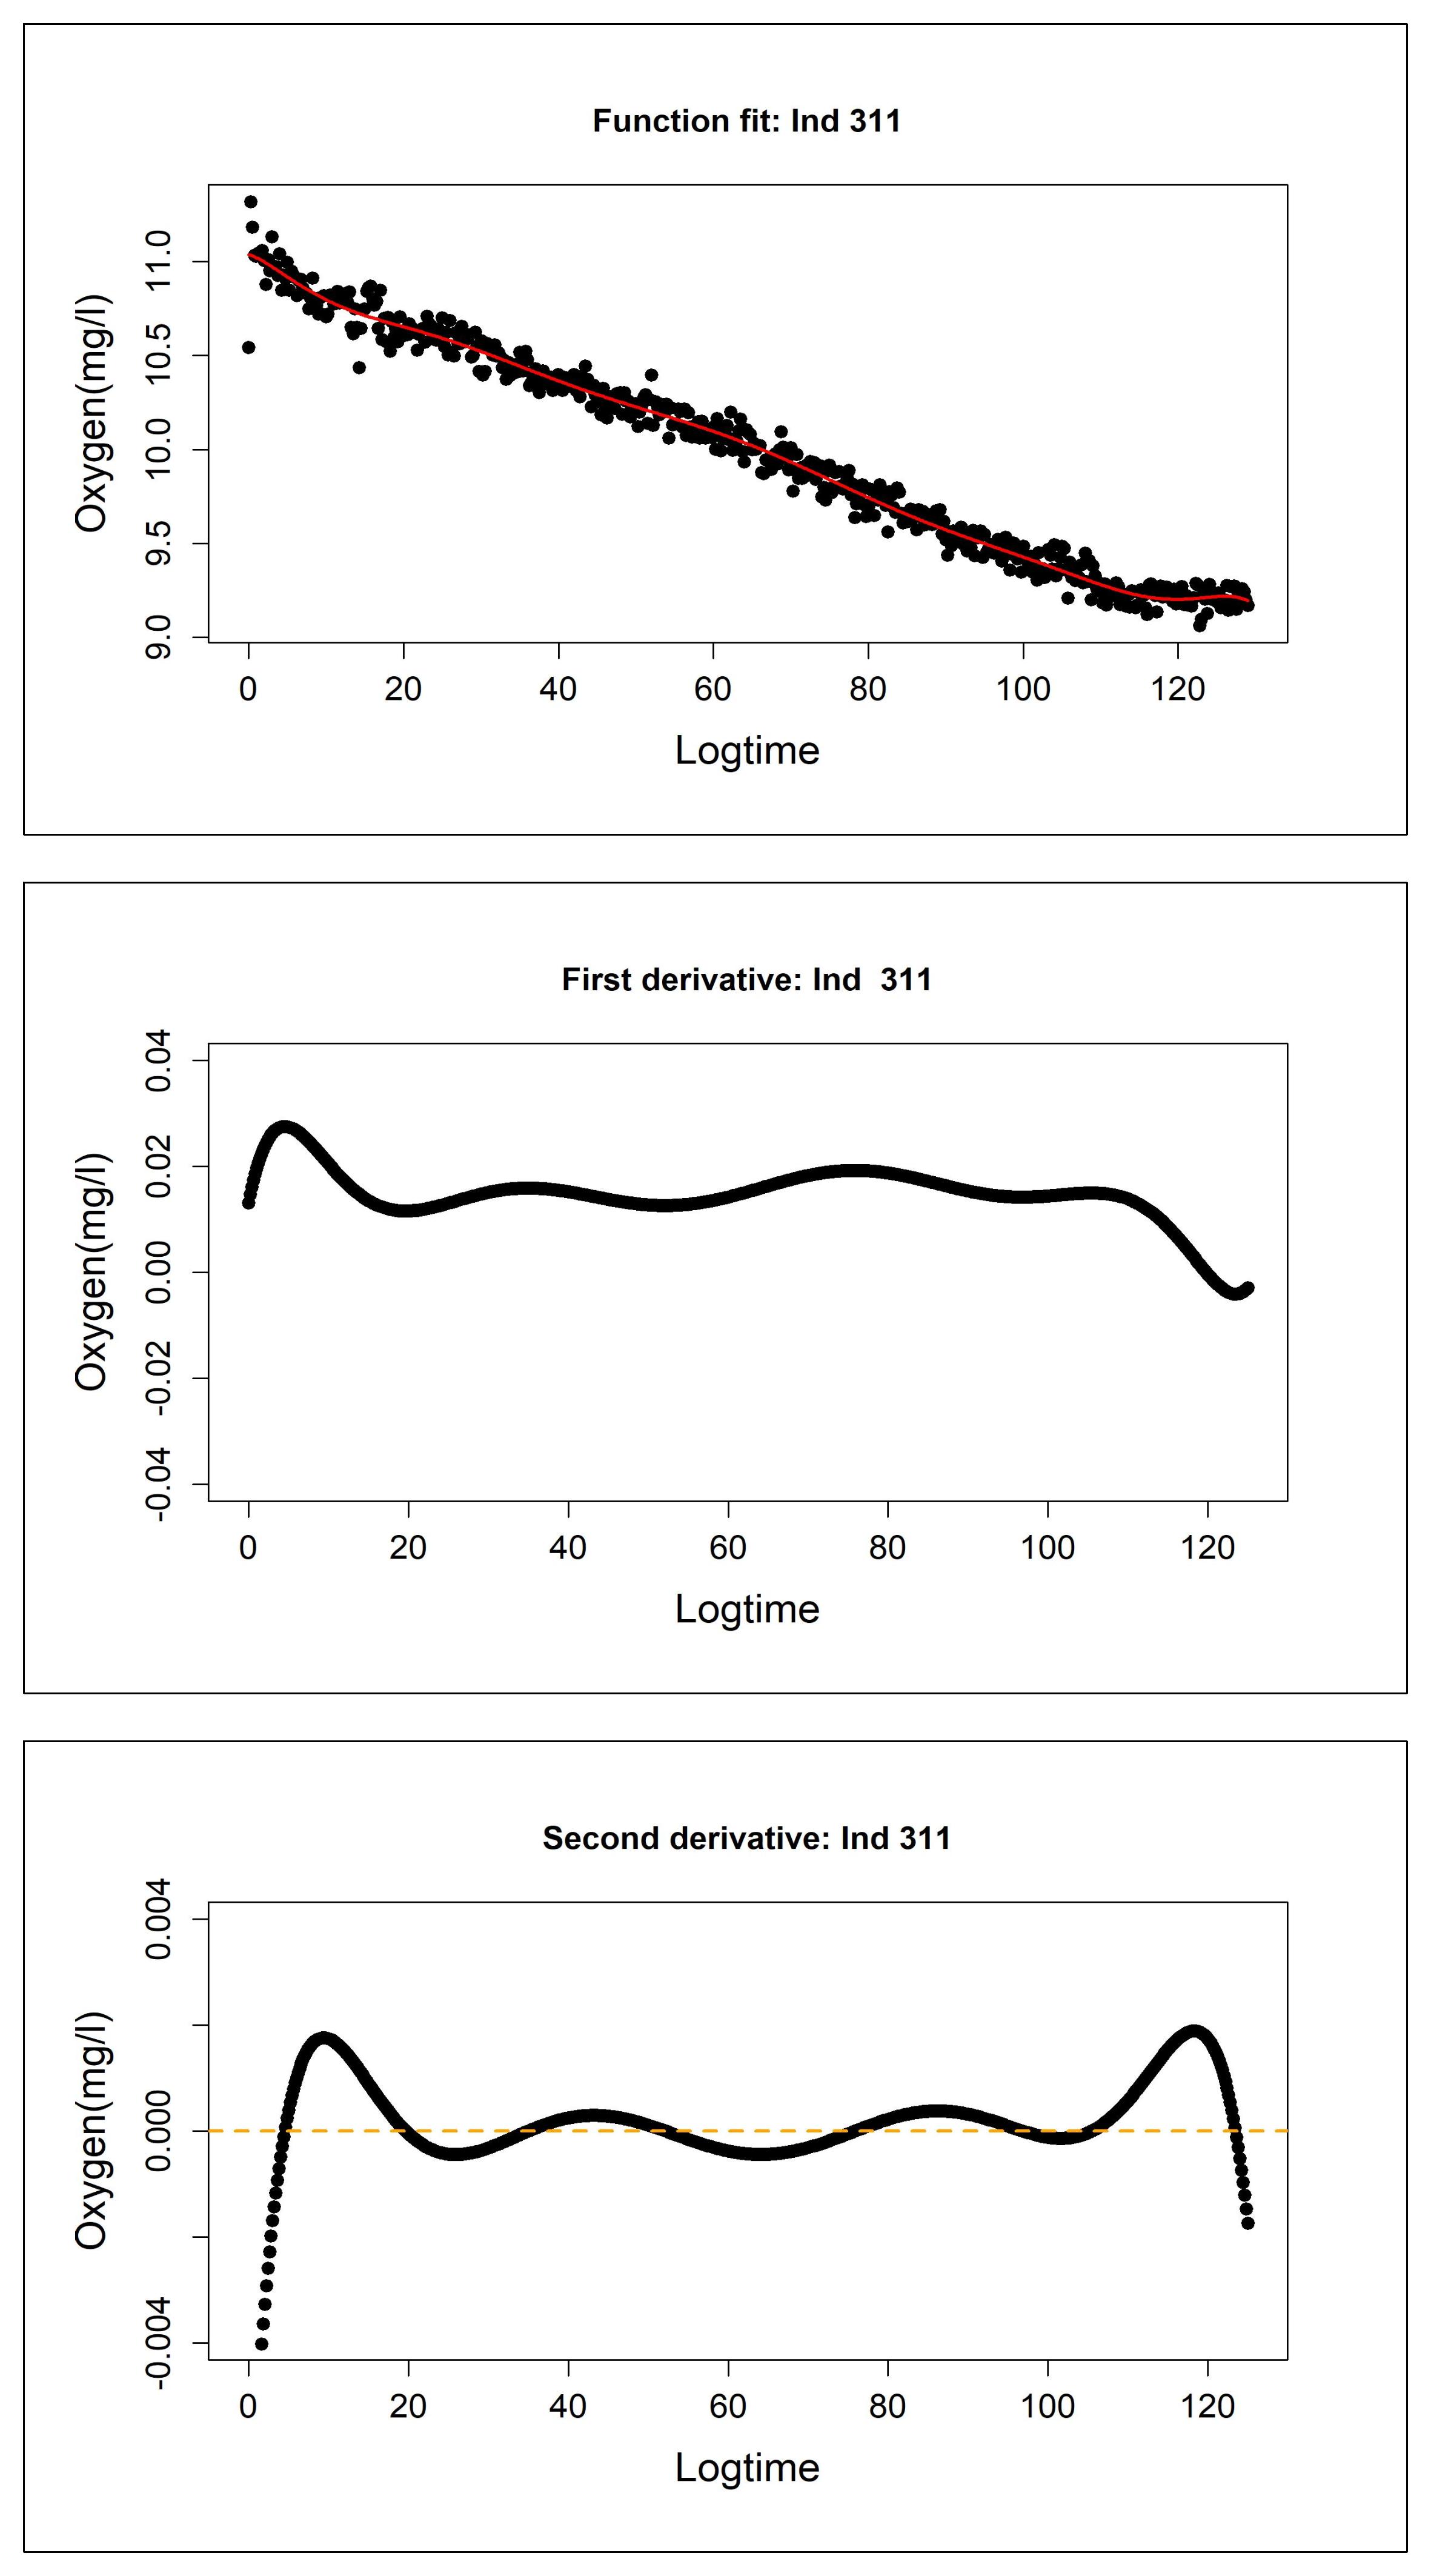 Function fit: Ind 311
Oxygen(mg/l)
11.0
10.5
10.0
9.5
9.0
0 20 40 60 80 100 120
Logtime
First derivative: Ind  311
Oxygen(mg/l)
0.04
0.02
0.00
-0.02
-0.04
0 20 40 60 80 100 120
Logtime
Second derivative: Ind 311
Oxygen(mg/l)
0.004
0.000
-0.004
0 20 40 60 80 100 120
Logtime